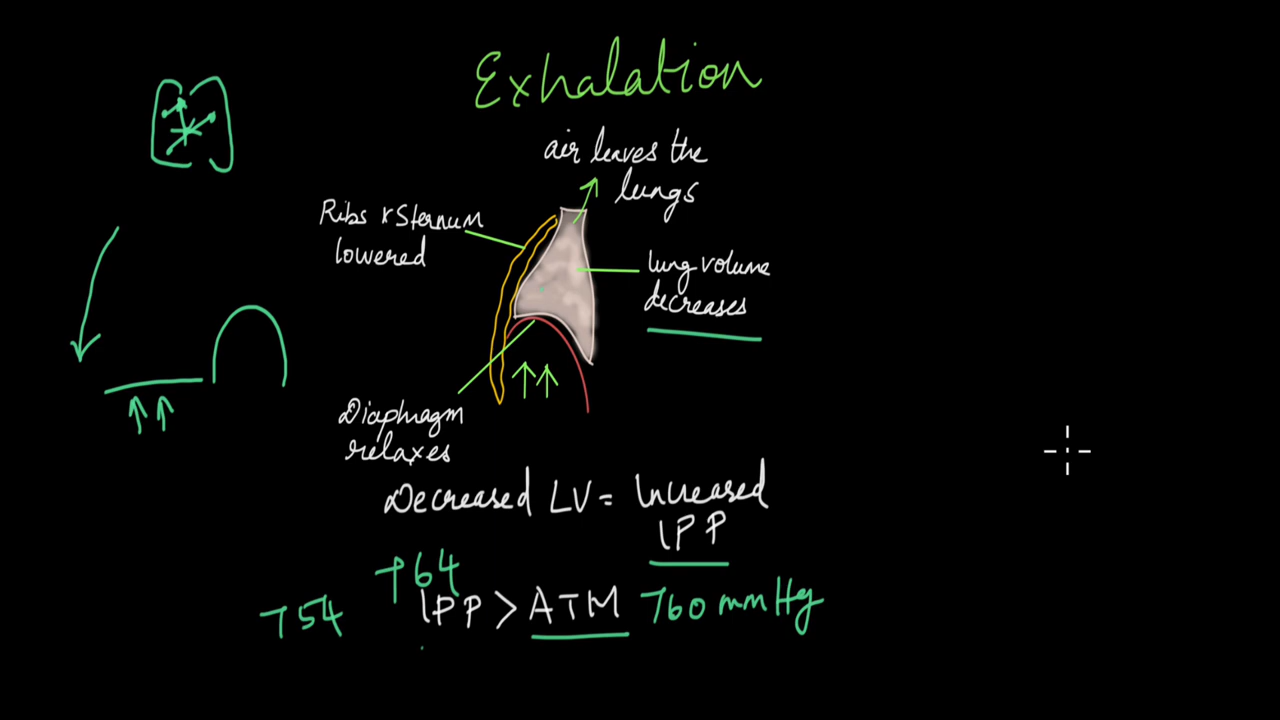 Exhalation
air leaves the
lungs
Ribs & Sternum
lowered
lung volume
decreases
Diaphragm
relaxes
Decreased LV = Increased
IPP
764
754
IPP > ATM 760 mmHg